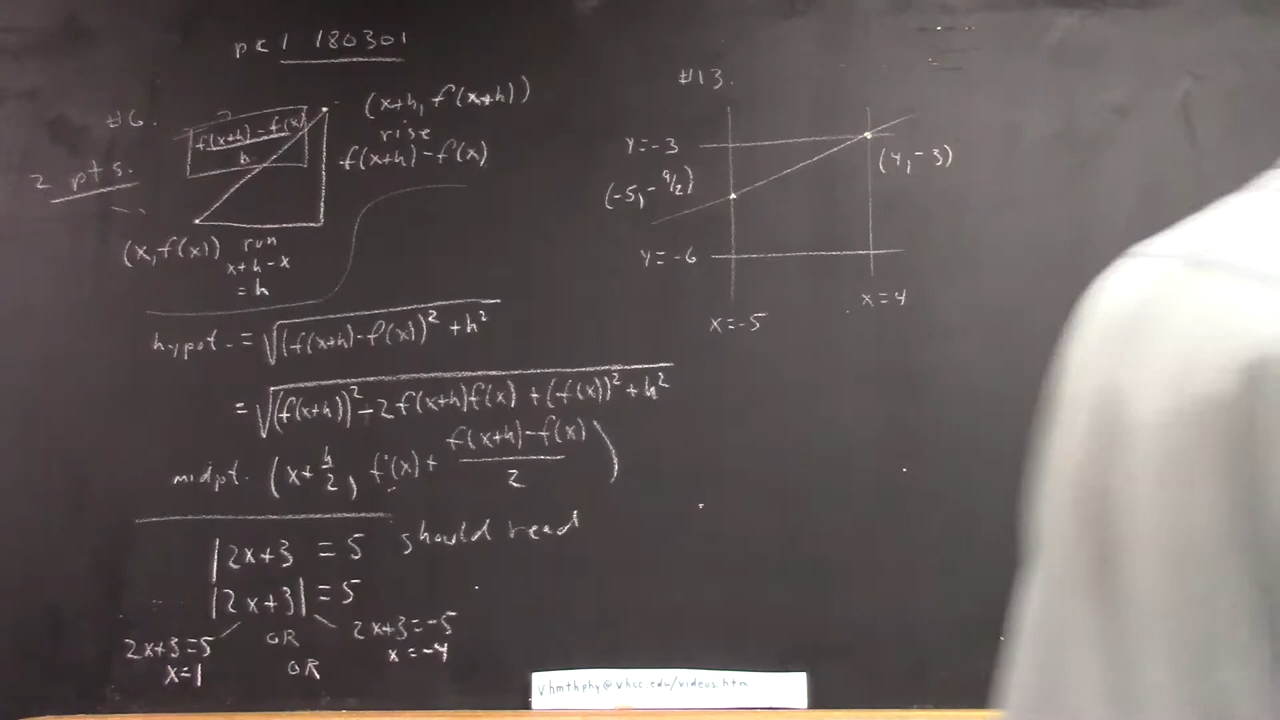 pc 1 180301
#6.
(x+h, f(x+h))
f(x+h)-f(x)
h
rise
f(x+h)-f(x)
2 pts.
(x, f(x))
run
x+h-x
=h
hypot. = √((f(x+h)-f(x))² + h²)
= √((f(x+h))² - 2f(x+h)f(x) + (f(x))² + h²)
midpt. (x+h/2, f(x)+ (f(x+h)-f(x))/2)
|2x+3 = 5 should read
|2x+3| = 5
2x+3=5 OR 2x+3=-5
x=1 OR x=-4
#13.
y=-3
(4,-3)
(-5,-9/2)
y=-6
x=4
x=-5
vhmthphy@vhcc.edu/videos.htm